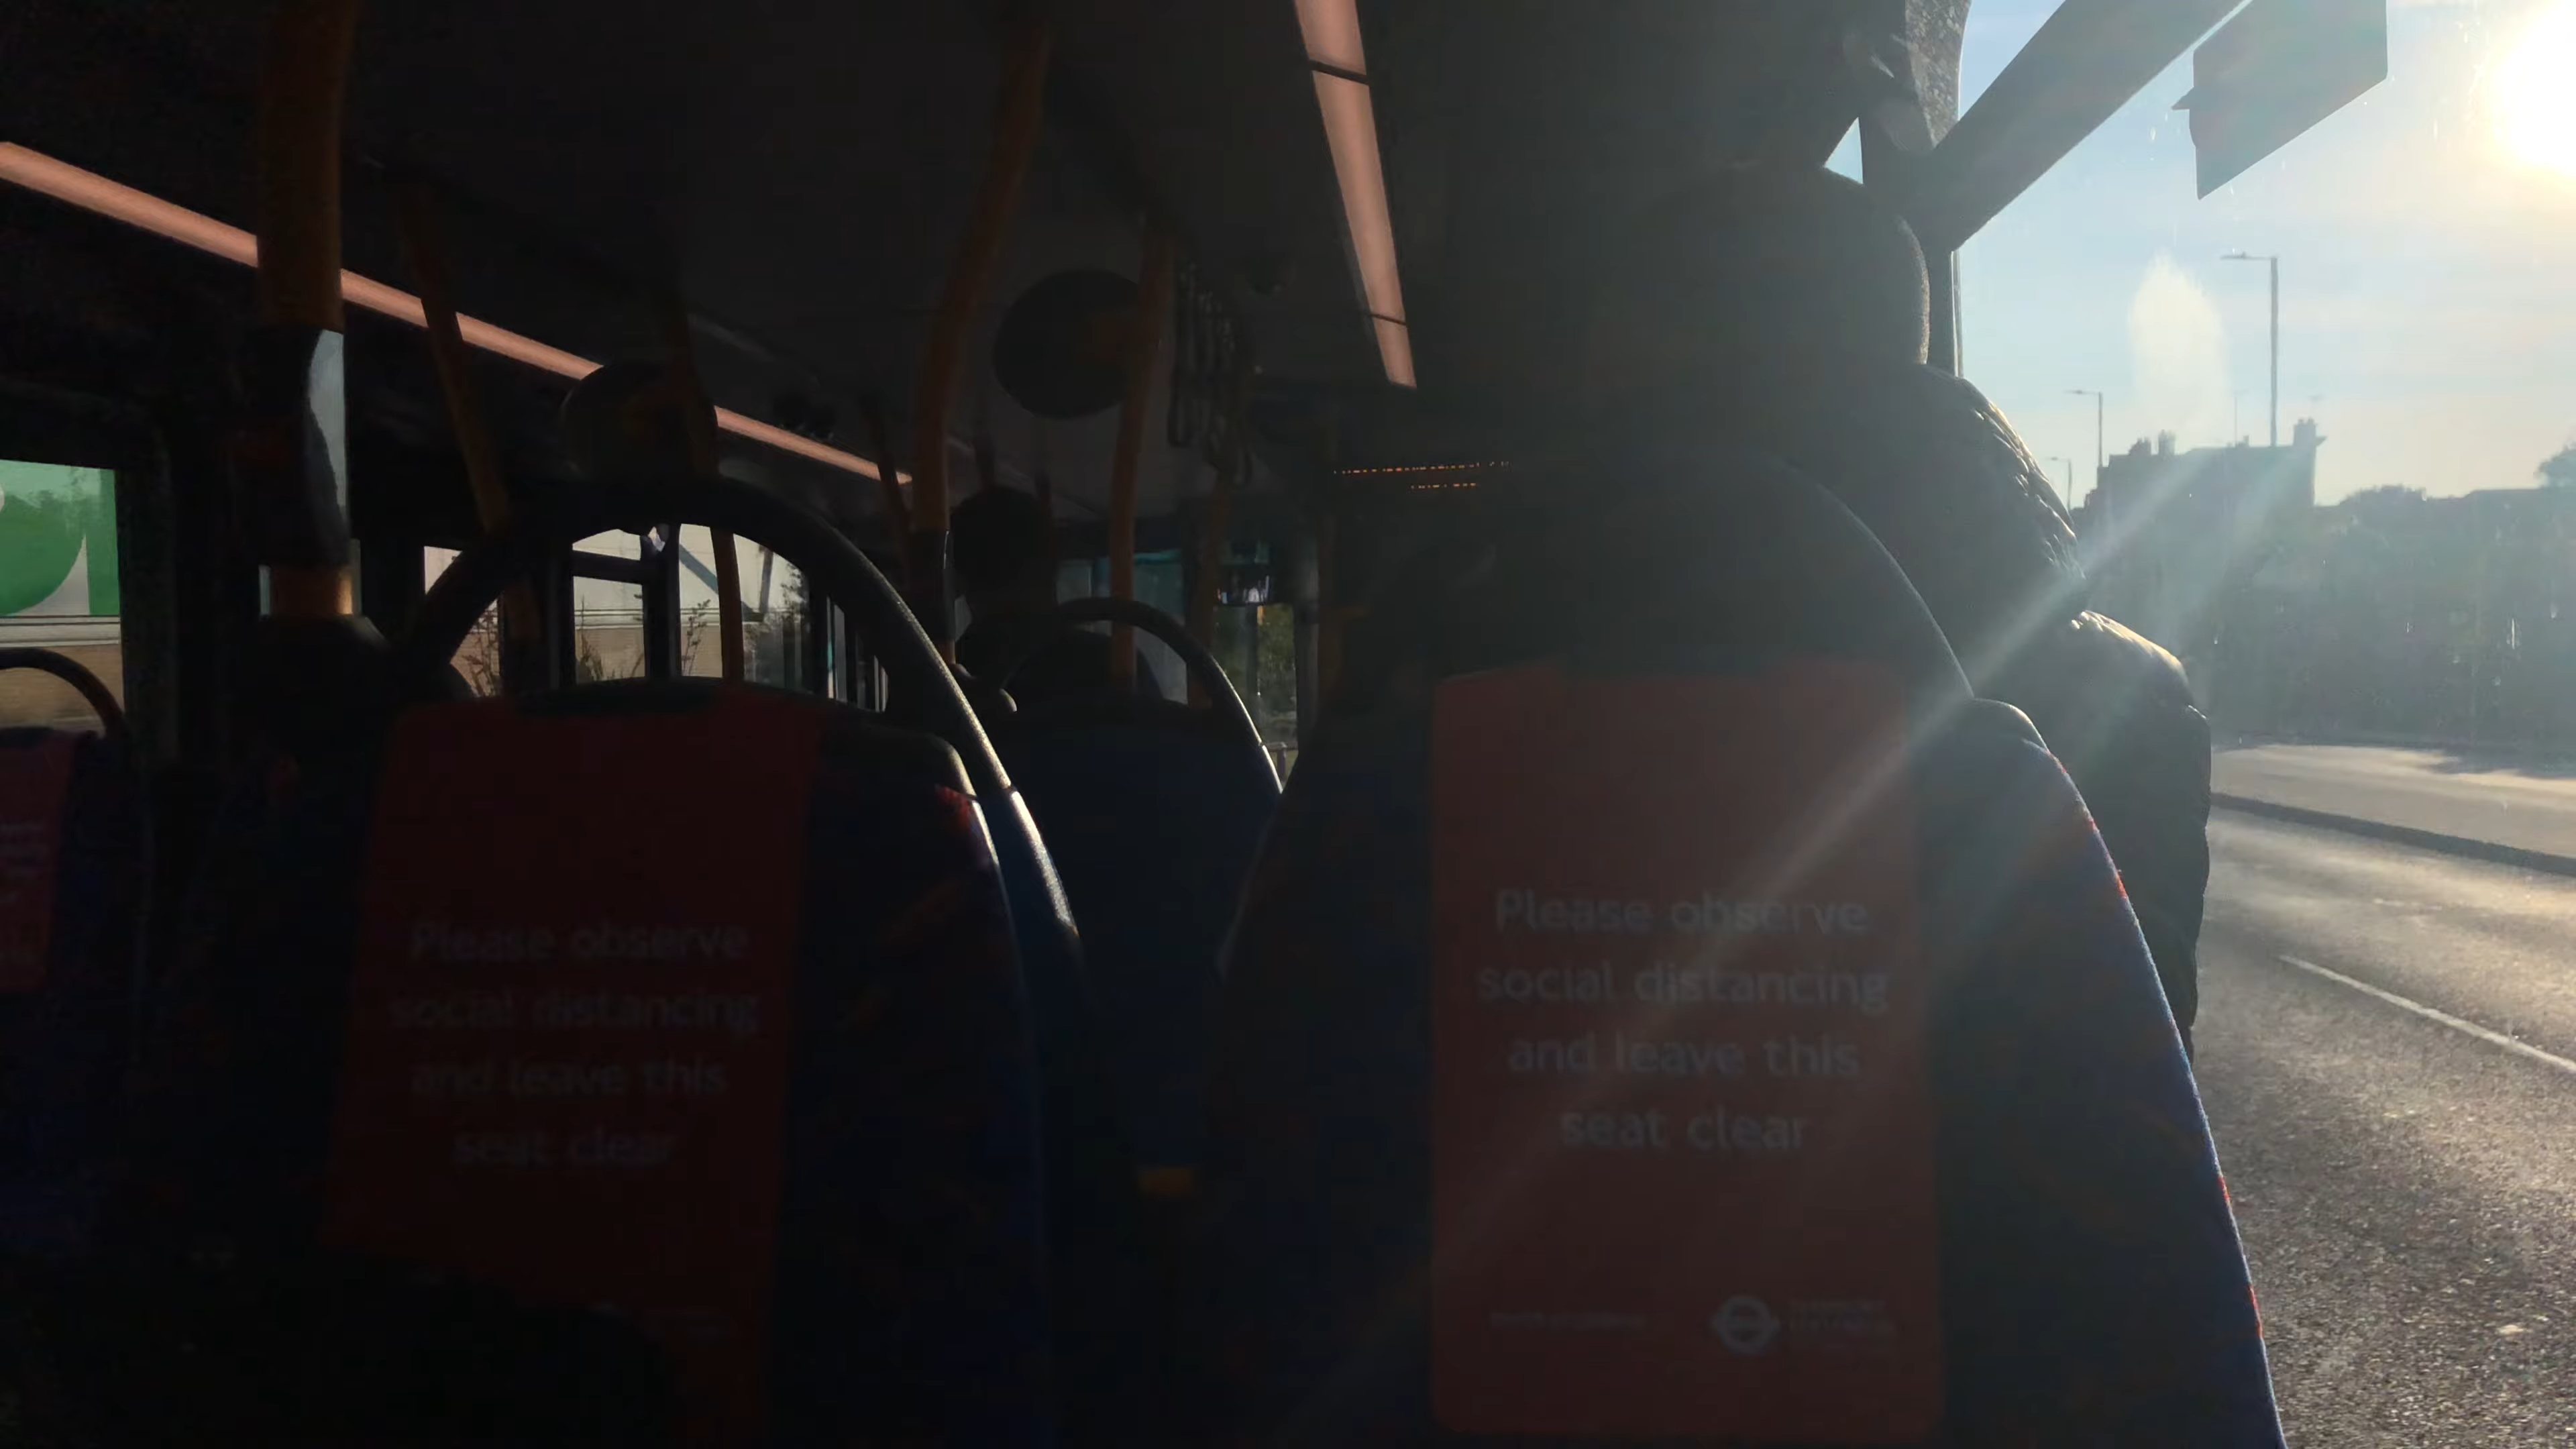 Please observe
social distancing
and leave this
seat clear
Please observe
social distancing
and leave this
seat clear